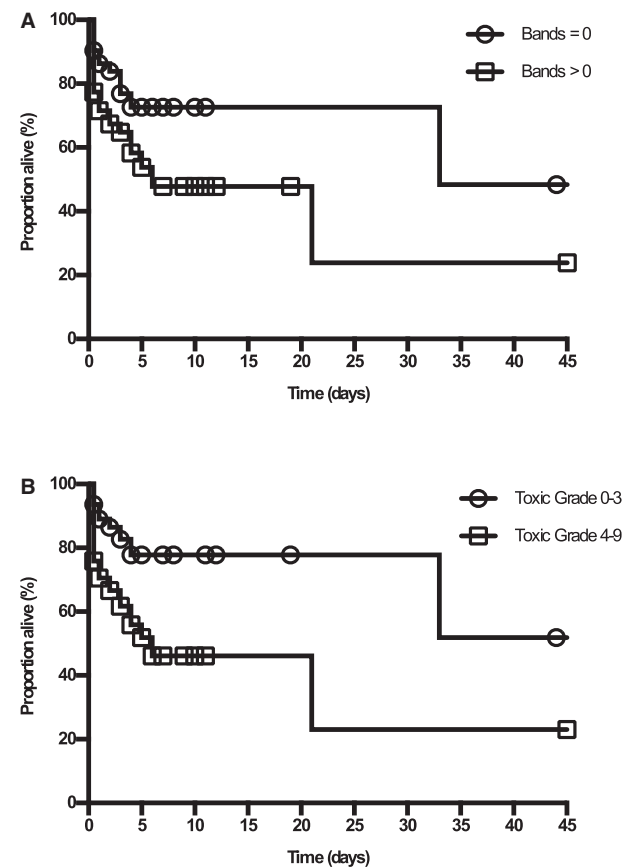 A
100
80
60
40
20
0
Proportion alive (%)
Bands = 0
Bands > 0
0 5 10 15 20 25 30 35 40 45
Time (days)
B
100
80
60
40
20
0
Proportion alive (%)
Toxic Grade 0-3
Toxic Grade 4-9
0 5 10 15 20 25 30 35 40 45
Time (days)